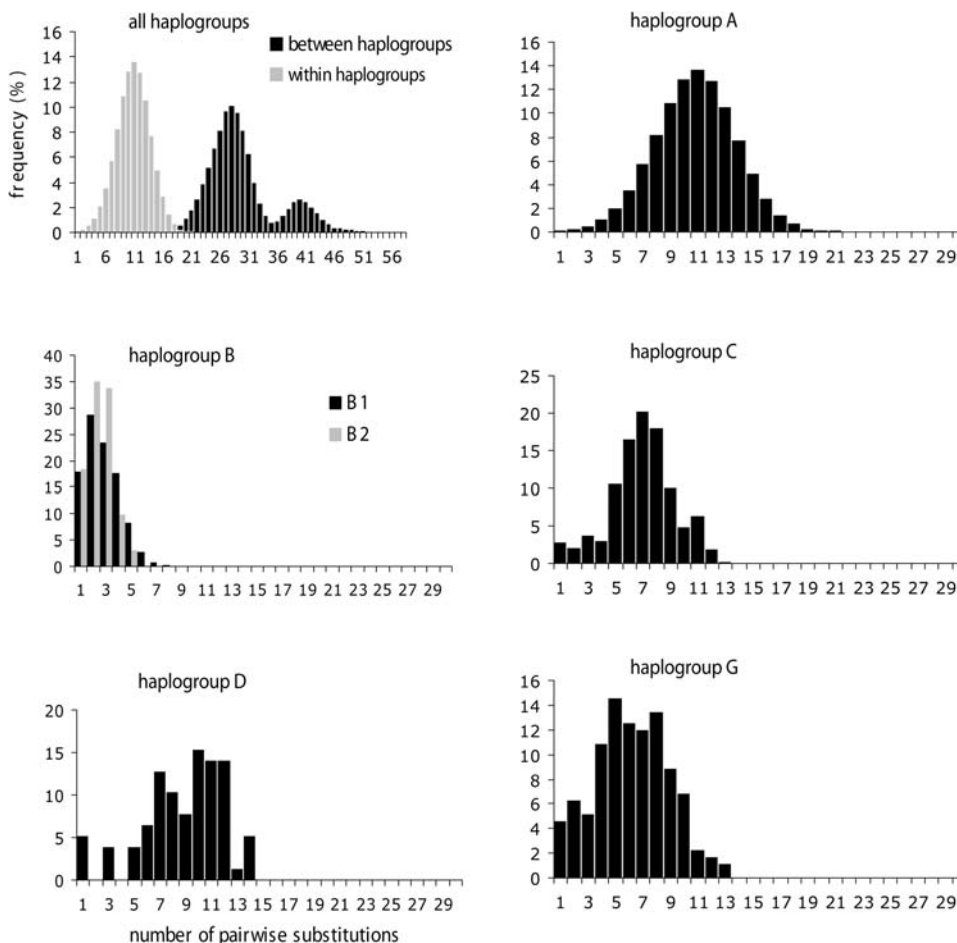 all haplogroups
between haplogroups
within haplogroups
frequency (%)
16
14
12
10
8
6
4
2
0
1 6 11 16 21 26 31 36 41 46 51 56
haplogroup A
16
14
12
10
8
6
4
2
0
1 3 5 7 9 11 13 15 17 19 21 23 25 27 29
haplogroup B
B 1
B 2
40
35
30
25
20
15
10
5
0
1 3 5 7 9 11 13 15 17 19 21 23 25 27 29
haplogroup C
25
20
15
10
5
0
1 3 5 7 9 11 13 15 17 19 21 23 25 27 29
haplogroup D
20
15
10
5
0
1 3 5 7 9 11 13 15 17 19 21 23 25 27 29
number of pairwise substitutions
haplogroup G
16
14
12
10
8
6
4
2
0
1 3 5 7 9 11 13 15 17 19 21 23 25 27 29